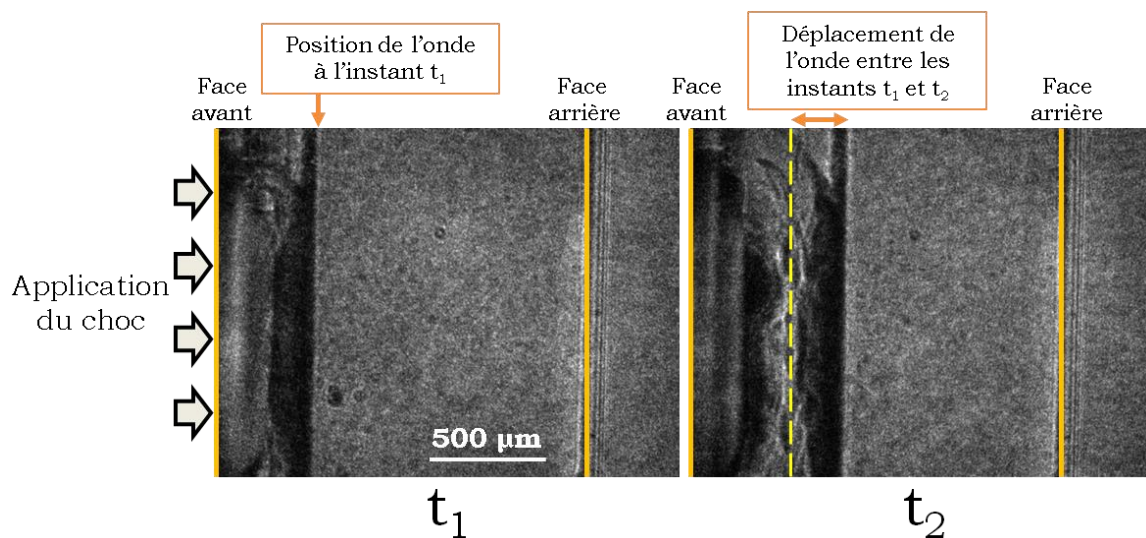 Position de l'onde
à l'instant t₁
Déplacement de
l'onde entre les
instants t₁ et t₂
Face
avant
Face
arrière
Face
avant
Face
arrière
Application
du choc
500 µm
t₁
t₂